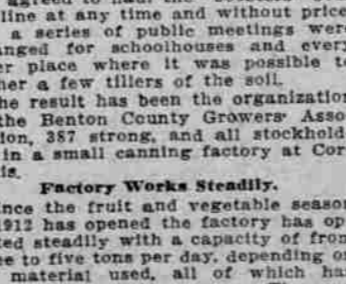 line at any time and without price
a series of public meetings were
anged for schoolhouses and every
er place where it was possible to
her a few tillers of the soil.
he result has been the organization
the Benton County Growers' Asso
ion, 387 strong, and all stockhold
in a small canning factory at Cor
is.
Factory Works Steadily.
ince the fruit and vegetable season
1912 has opened the factory has op
ted steadily with a capacity of from
ee to five tons per day, depending on
material used, all of which ha